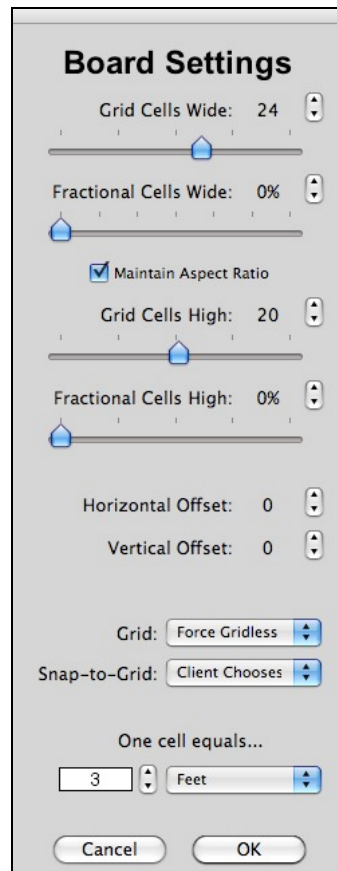 Board Settings
Grid Cells Wide: 24
Fractional Cells Wide: 0%
Maintain Aspect Ratio
Grid Cells High: 20
Fractional Cells High: 0%
Horizontal Offset: 0
Vertical Offset: 0
Grid: Force Gridless
Snap-to-Grid: Client Chooses
One cell equals...
3 Feet
Cancel OK